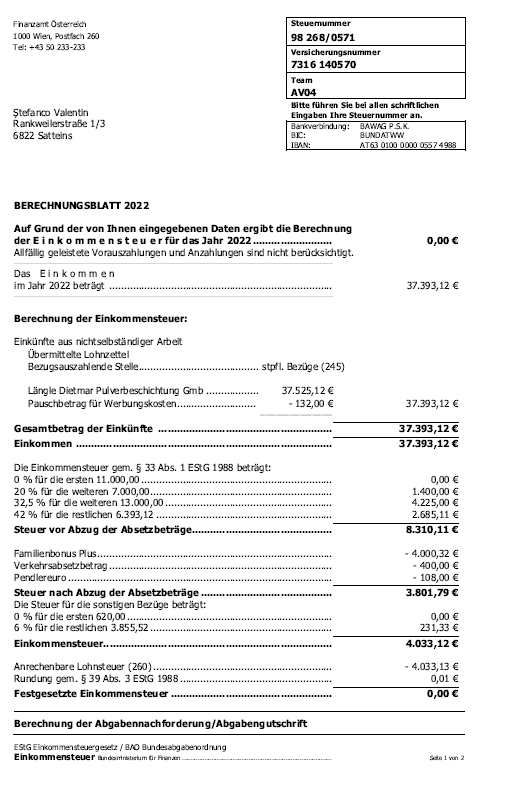 Finanzamt Österreich
1000 Wien, Postfach 260
Tel: +43 50 233-233
Steuernummer
98 268/0571
Versicherungsnummer
7316 140570
Team
AV04
Bitte führen Sie bei allen schriftlichen
Eingaben Ihre Steuernummer an.
Bankverbindung: BAWAG P.S.K.
BIC: BUNDATWW
IBAN: AT63 0100 0000 0557 4988
Stefanco Valentin
Rankweilerstraße 1/3
6822 Satteins
BERECHNUNGSBLATT 2022
Auf Grund der von Ihnen eingegebenen Daten ergibt die Berechnung
der E i n k o m m e n s t e u e r für das Jahr 2022 ........................ 0,00 €
Allfällig geleistete Vorauszahlungen und Anzahlungen sind nicht berücksichtigt.
Das E i n k o m m e n
im Jahr 2022 beträgt ........................ 37.393,12 €
Berechnung der Einkommensteuer:
Einkünfte aus nichtselbständiger Arbeit
Übermittelte Lohnzettel
Bezugsauszahlende Stelle........................ stpfl. Bezüge (245)
Längle Dietmar Pulverbeschichtung Gmb ............... 37.525,12 €
Pauschbetrag für Werbungskosten........................ - 132,00 € 37.393,12 €
Gesamtbetrag der Einkünfte ........................ 37.393,12 €
Einkommen ........................ 37.393,12 €
Die Einkommensteuer gem. § 33 Abs. 1 EStG 1988 beträgt:
0 % für die ersten 11.000,00 ........................ 0,00 €
20 % für die weiteren 7.000,00 ........................ 1.400,00 €
32,5 % für die weiteren 13.000,00 ........................ 4.225,00 €
42 % für die restlichen 6.393,12 ........................ 2.685,11 €
Steuer vor Abzug der Absetzbeträge........................ 8.310,11 €
Familienbonus Plus........................ - 4.000,32 €
Verkehrsabsetzbetrag ........................ - 400,00 €
Pendlereuro ........................ - 108,00 €
Steuer nach Abzug der Absetzbeträge ........................ 3.801,79 €
Die Steuer für die sonstigen Bezüge beträgt:
0 % für die ersten 620,00 ........................ 0,00 €
6 % für die restlichen 3.855,52 ........................ 231,33 €
Einkommensteuer........................ 4.033,12 €
Anrechenbare Lohnsteuer (260) ........................ - 4.033,13 €
Rundung gem. § 39 Abs. 3 EStG 1988 ........................ 0,01 €
Festgesetzte Einkommensteuer ........................ 0,00 €
Berechnung der Abgabennachforderung/Abgabengutschrift
EStG Einkommensteuergesetz / BAO Bundesabgabenordnung
Einkommensteuer Bundesministerium für Finanzen ........................ Seite 1 von 2